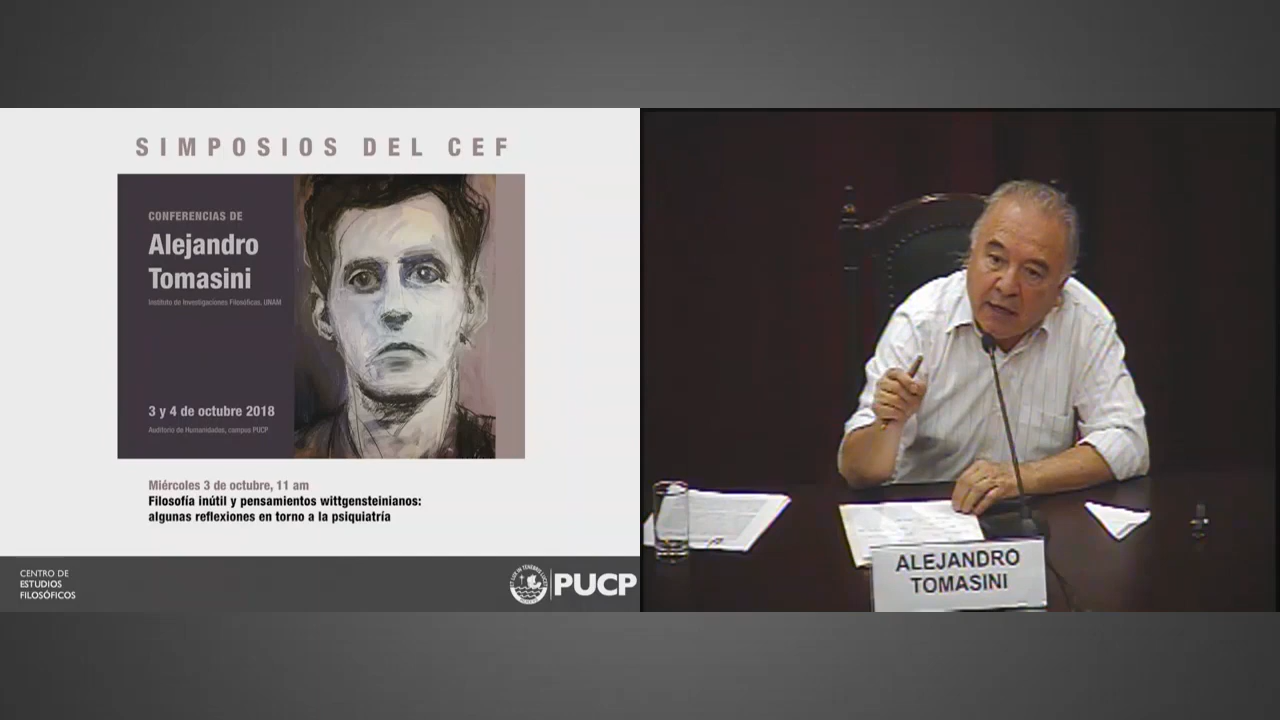 SIMPOSIOS DEL CEF
CONFERENCIAS DE
Alejandro
Tomasini
Instituto de Investigaciones Filosóficas, UNAM
3 y 4 de octubre 2018
Auditorio de Humanidades, campus PUCP
Miércoles 3 de octubre, 11 am
Filosofía inútil y pensamientos wittgensteinianos:
algunas reflexiones en torno a la psiquiatría
CENTRO DE
ESTUDIOS
FILOSÓFICOS
PUCP
ALEJANDRO
TOMASINI